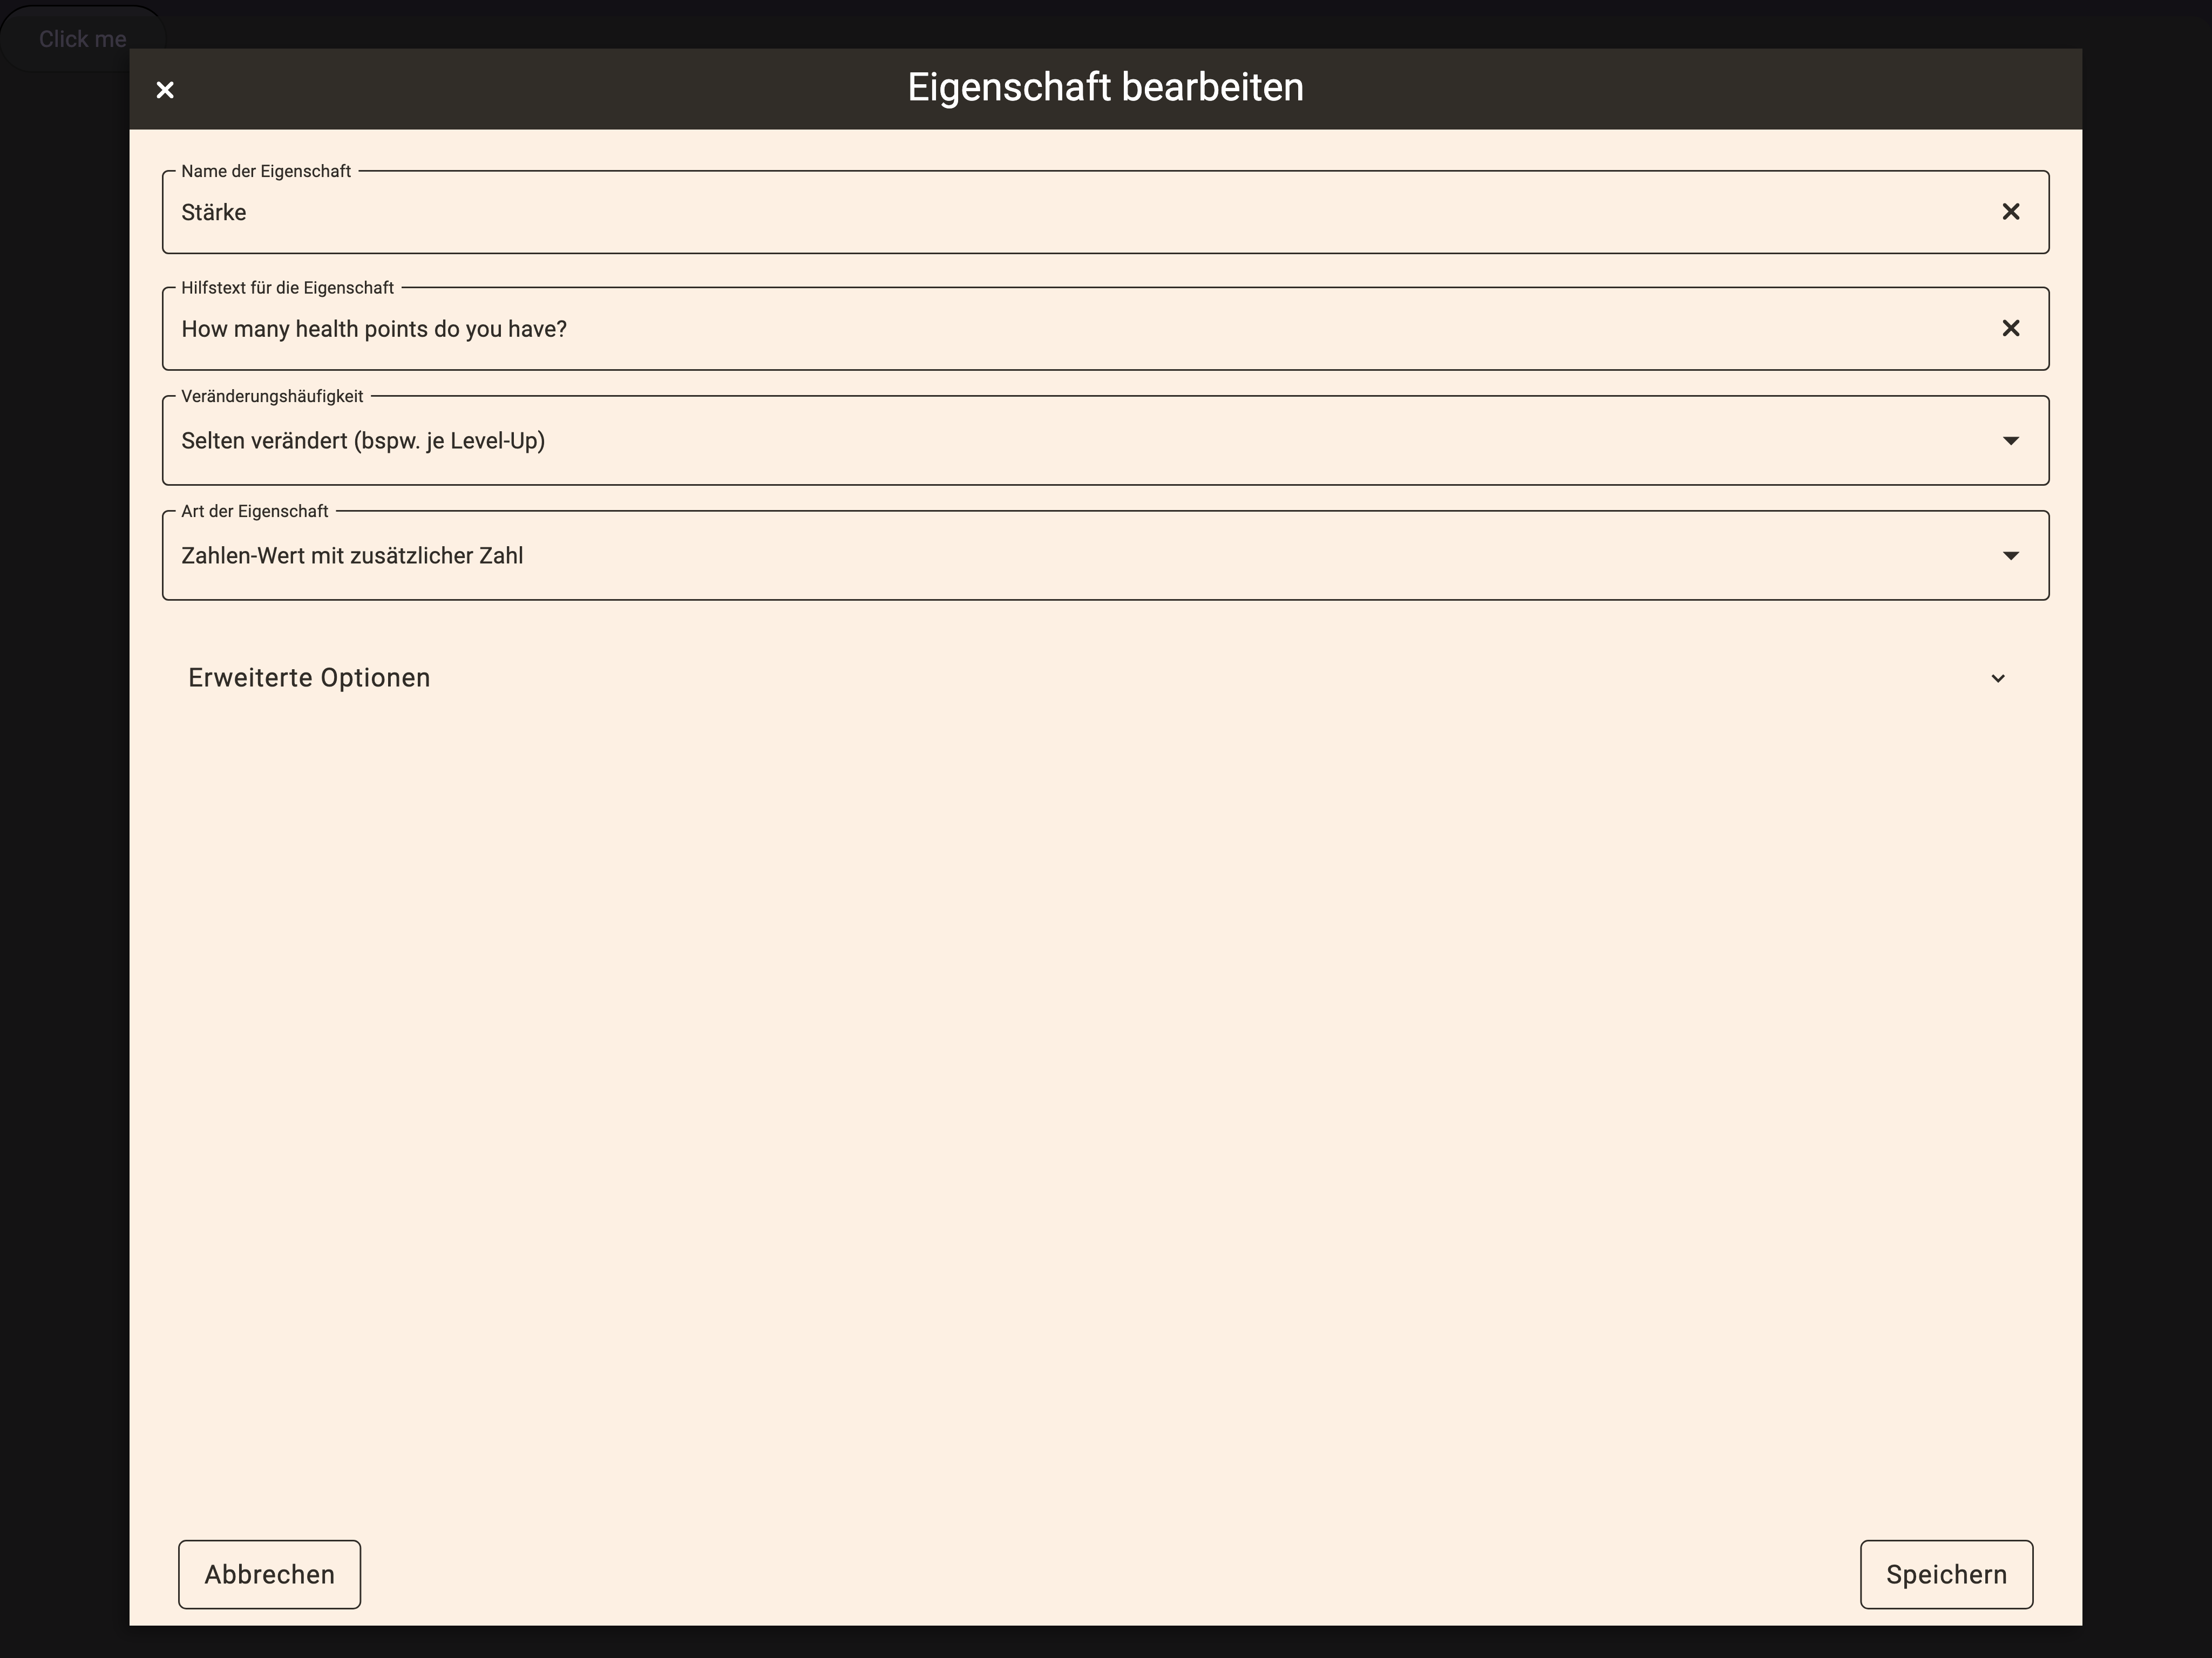 Click me
Eigenschaft bearbeiten
Name der Eigenschaft
Stärke
Hilfstext für die Eigenschaft
How many health points do you have?
Veränderungshäufigkeit
Selten verändert (bspw. je Level-Up)
Art der Eigenschaft
Zahlen-Wert mit zusätzlicher Zahl
Erweiterte Optionen
Abbrechen
Speichern